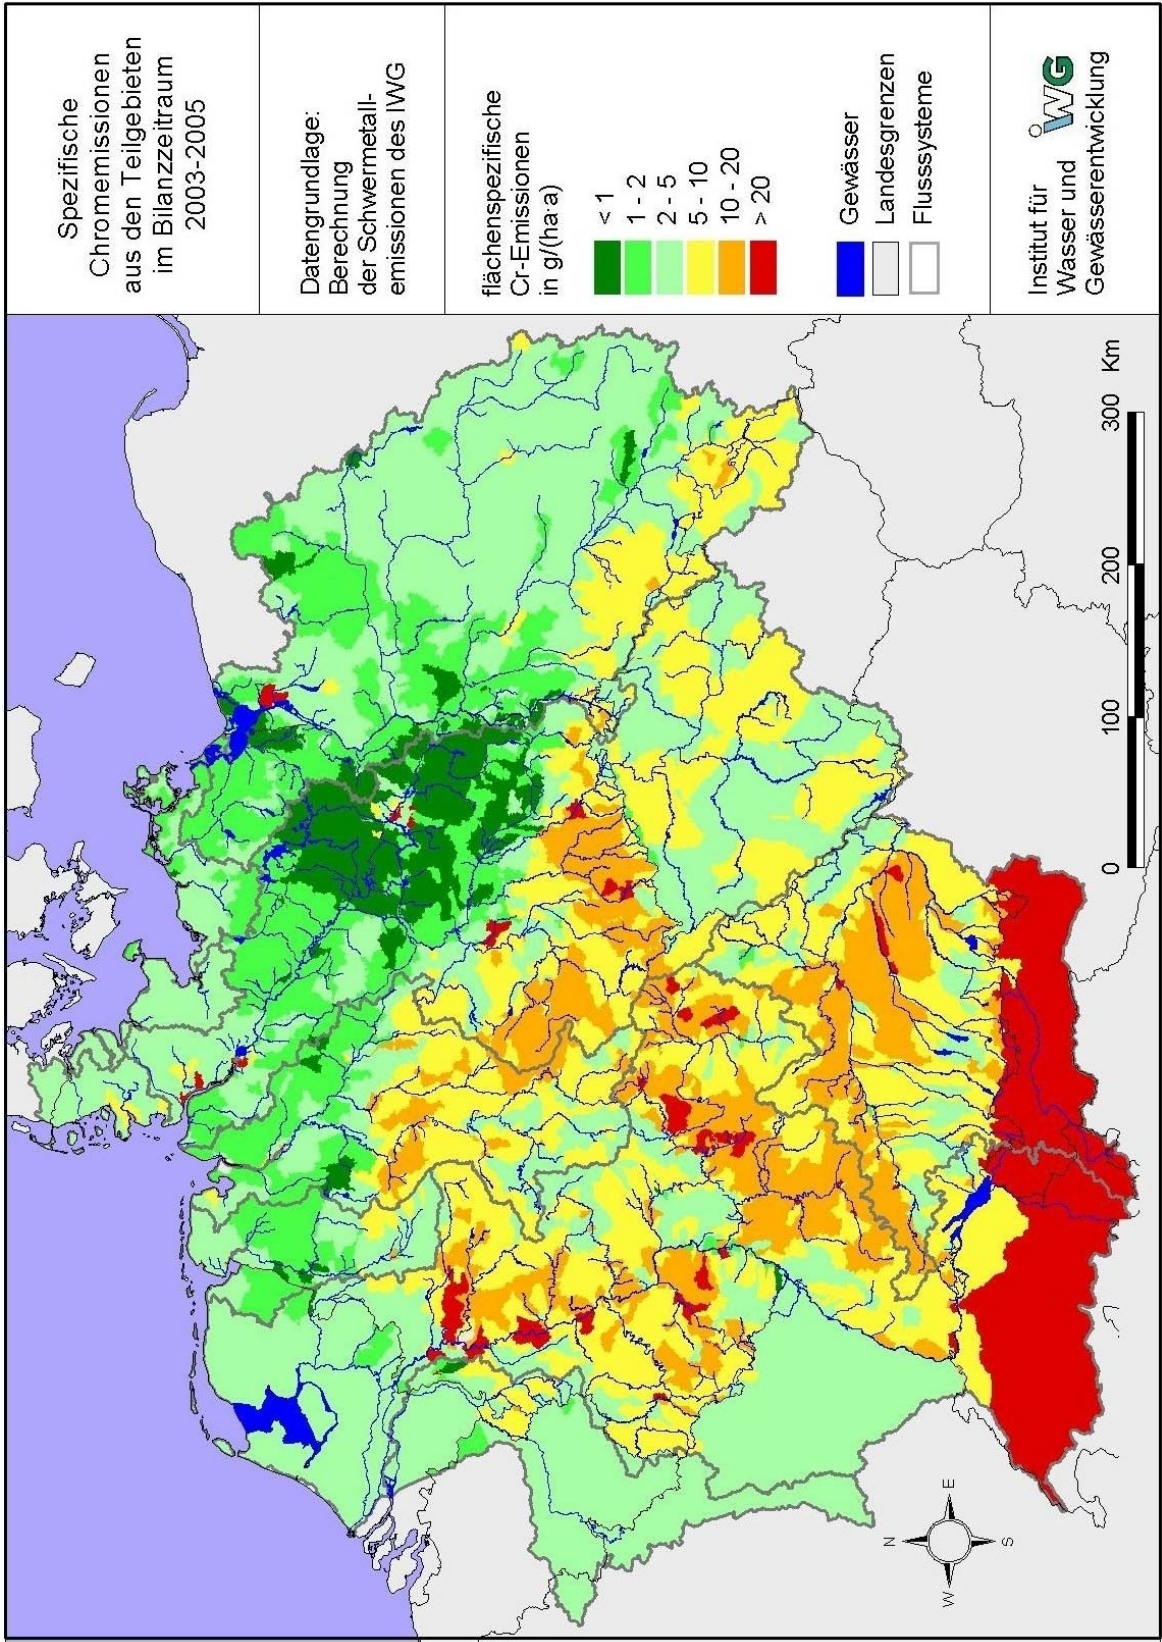 Spezifische
Chromemissionen
aus den Teilgebieten
im Bilanzzeitraum
2003-2005
Datengrundlage:
Berechnung
der Schwermetall-
emissionen des IWG
flächenspezifische
Cr-Emissionen
in g/(ha·a)
< 1
1 - 2
2 - 5
5 - 10
10 - 20
> 20
Gewässer
Landesgrenzen
Flusssysteme
Institut für
Wasser und
Gewässerentwicklung
iWG
0 100 200 300 Km
N
W E
S